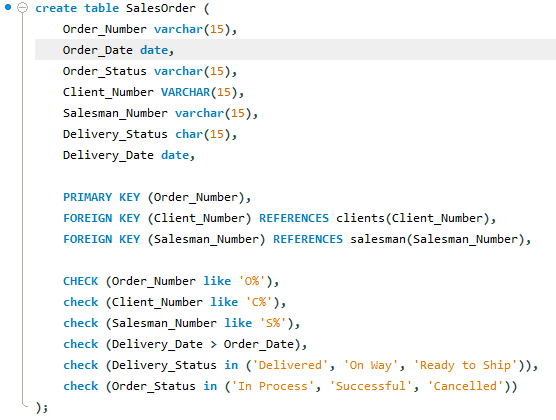 create table SalesOrder (
Order_Number varchar(15),
Order_Date date,
Order_Status varchar(15),
Client_Number VARCHAR(15),
Salesman_Number varchar(15),
Delivery_Status char(15),
Delivery_Date date,
PRIMARY KEY (Order_Number),
FOREIGN KEY (Client_Number) REFERENCES clients(Client_Number),
FOREIGN KEY (Salesman_Number) REFERENCES salesman(Salesman_Number),
CHECK (Order_Number like 'O%'),
check (Client_Number like 'C%'),
check (Salesman_Number like 'S%'),
check (Delivery_Date > Order_Date),
check (Delivery_Status in ('Delivered', 'On Way', 'Ready to Ship')),
check (Order_Status in ('In Process', 'Successful', 'Cancelled'))
);